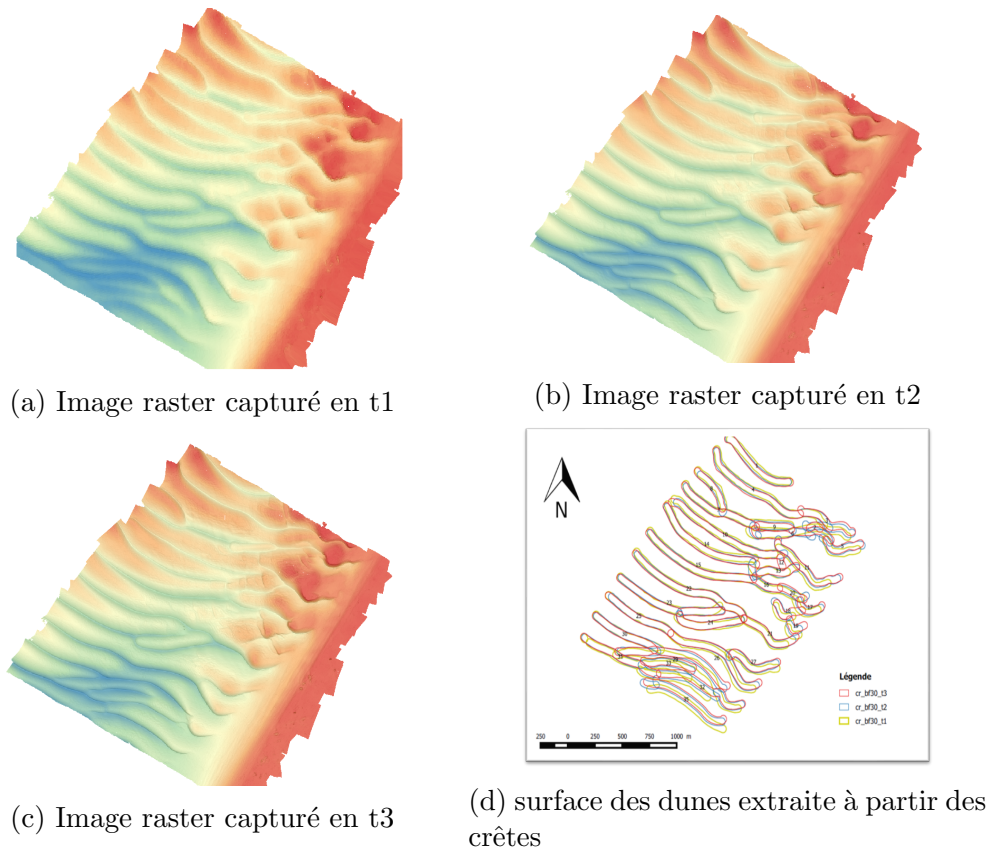 (a) Image raster capturé en t1
(b) Image raster capturé en t2
(c) Image raster capturé en t3
N
Légende
cr_bf30_t3
cr_bf30_t2
cr_bf30_t1
250 0 250 500 750 1000 m
(d) surface des dunes extraite à partir des
crêtes